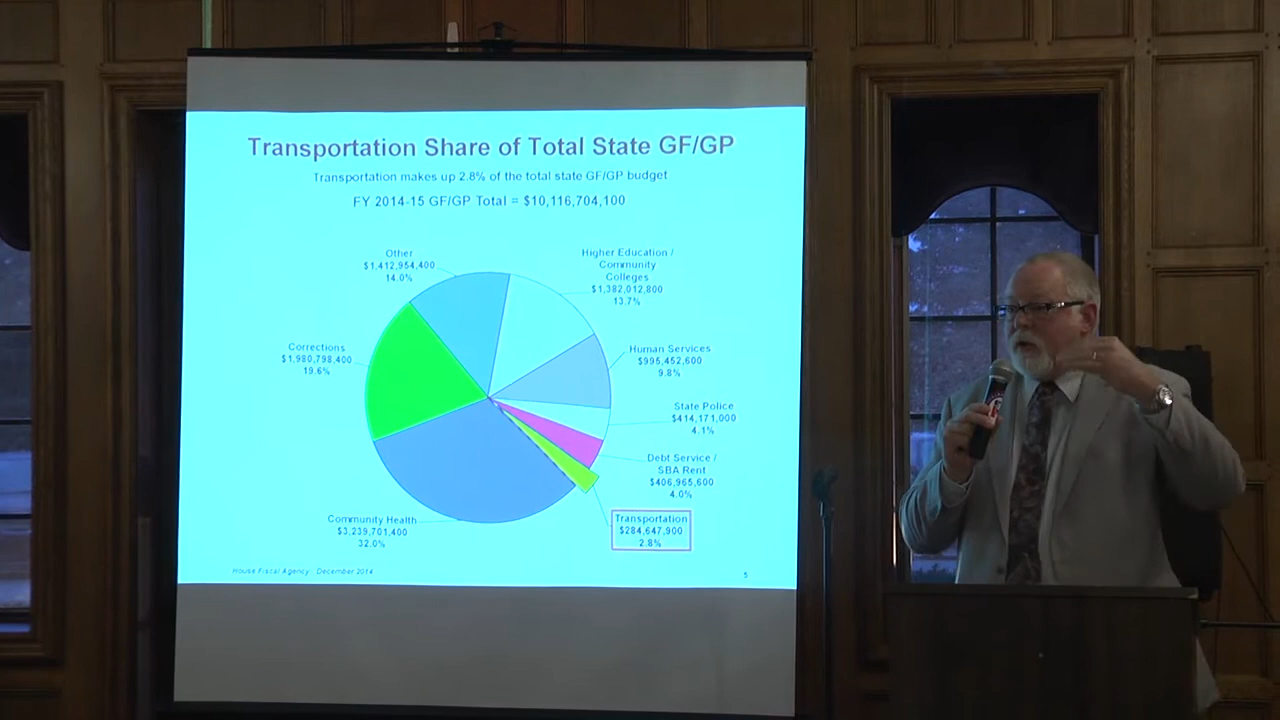 Transportation Share of Total State GF/GP
Transportation makes up 2.8% of the total state GF/GP budget
FY 2014-15 GF/GP Total = $10,116,704,100
Other
$1,412,954,400
14.0%
Higher Education /
Community
Colleges
$1,382,012,800
13.7%
Corrections
$1,980,798,400
19.6%
Human Services
$995,452,600
9.8%
State Police
$414,171,000
4.1%
Debt Service /
SBA Rent
$406,965,600
4.0%
Community Health
$3,239,701,400
32.0%
Transportation
$284,647,900
2.8%
House Fiscal Agency: December 2014
5